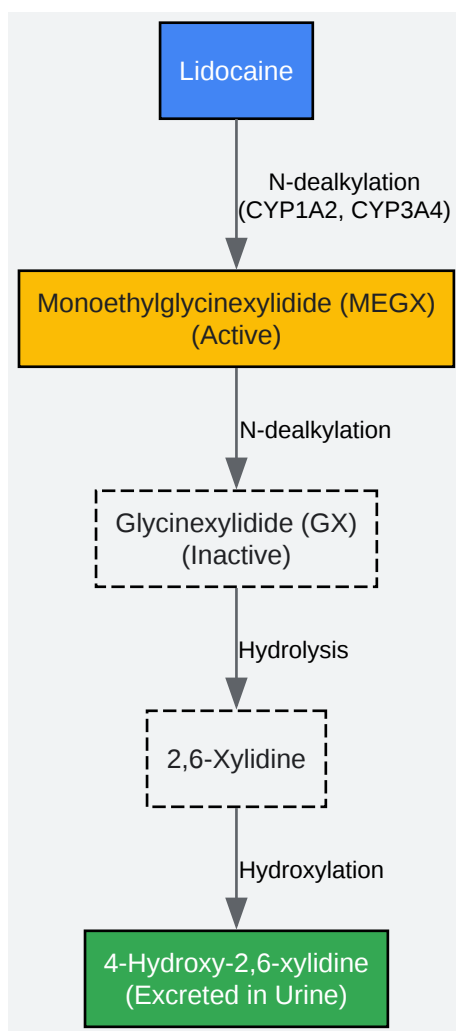 Lidocaine
N-dealkylation
(CYP1A2, CYP3A4)
Monoethylglycinexylidide (MEGX)
(Active)
N-dealkylation
Glycinexylidide (GX)
(Inactive)
Hydrolysis
2,6-Xylidine
Hydroxylation
4-Hydroxy-2,6-xylidine
(Excreted in Urine)